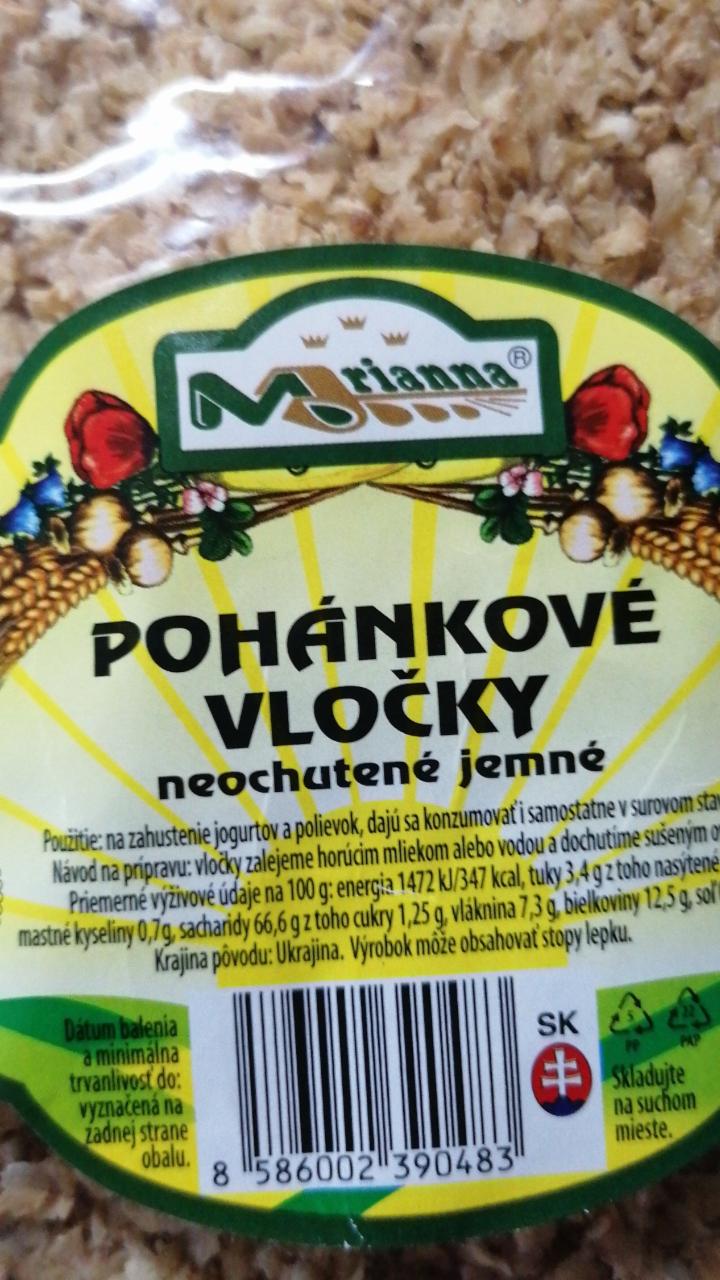 Marianna®
POHÁNKOVÉ
VLOČKY
neochutené jemné
Použitie: na zahustenie jogurtov a polievok, dajú sa konzumovať i samostatne v surovom
Návod na prípravu: vločky zalejeme horúcim mliekom alebo vodou a dochutíme sušeným
Priemerné výživové údaje na 100 g: energia 1472 kJ/347 kcal, tuky 3,4 g z toho nasýtené
mastné kyseliny 0,7g, sacharidy 66,6 g z toho cukry 1,25 g, vláknina 7,3 g, bielkoviny 12,5 g, soľ
Krajina pôvodu: Ukrajina. Výrobok môže obsahovať stopy lepku.
Dátum balenia
a minimálna
trvanlivosť do:
vyznačená na
zadnej strane
obalu.
8 586002 390483
SK
5
PP
22
PAP
Skladujte
na suchom
mieste.